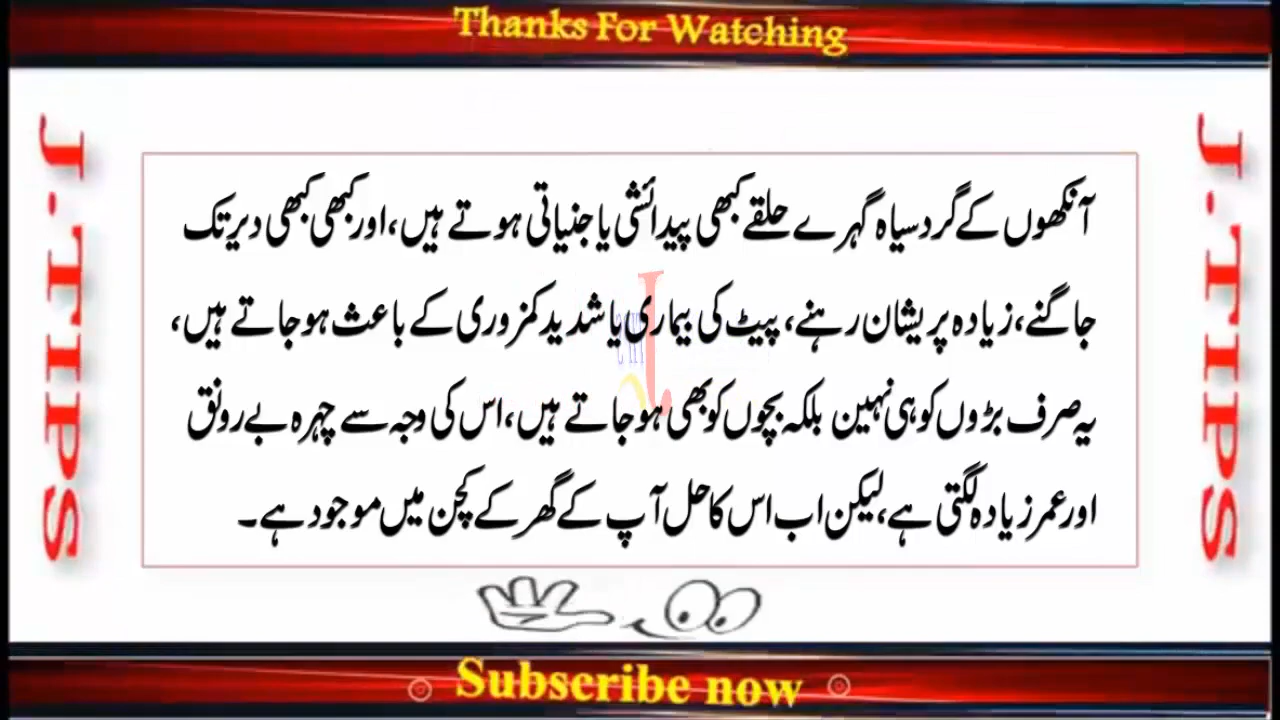 Thanks For Watching
J.TIPS
J.TIPS
آنکھوں کے گرد سیاہ گہرے حلقے کبھی پیدائشی یا جنیاتی ہوتے ہیں، اور کبھی کبھی دیر تک
جاگنے، زیادہ پریشان رہنے، پیٹ کی بیماری یا شدید کمزوری کے باعث ہو جاتے ہیں،
یہ صرف بڑوں کو ہی نہین بلکہ بچوں کو بھی ہو جاتے ہیں، اس کی وجہ سے چہرہ بے رونق
اور عمر زیادہ لگتی ہے، لیکن اب اس کا حل آپ کے گھر کے کچن میں موجود ہے۔
Subscribe now